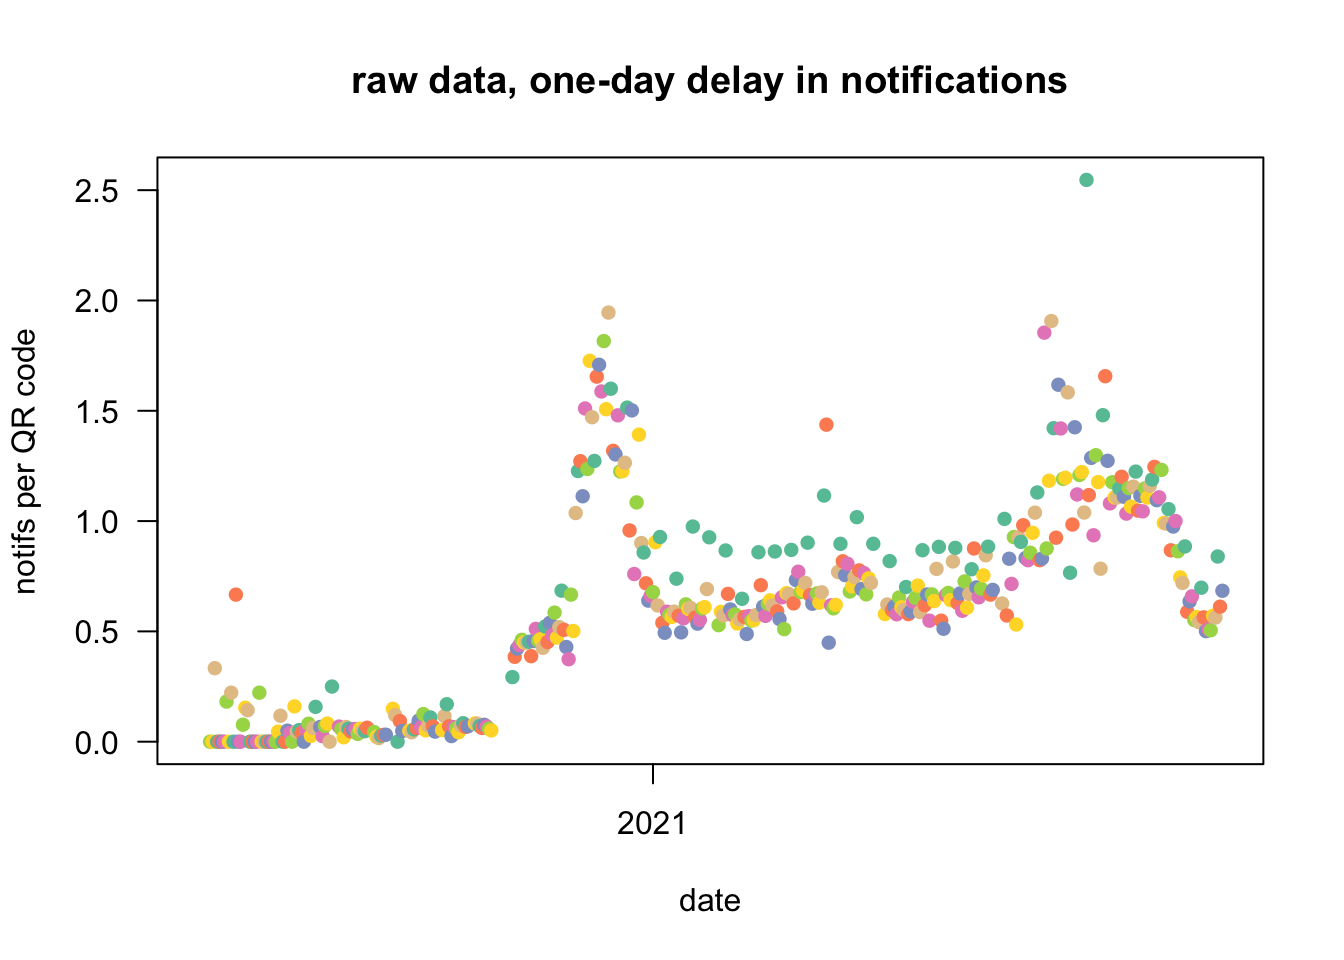 raw data, one-day delay in notifications
notifs per QR code
2.5
2.0
1.5
1.0
0.5
0.0
2021
date